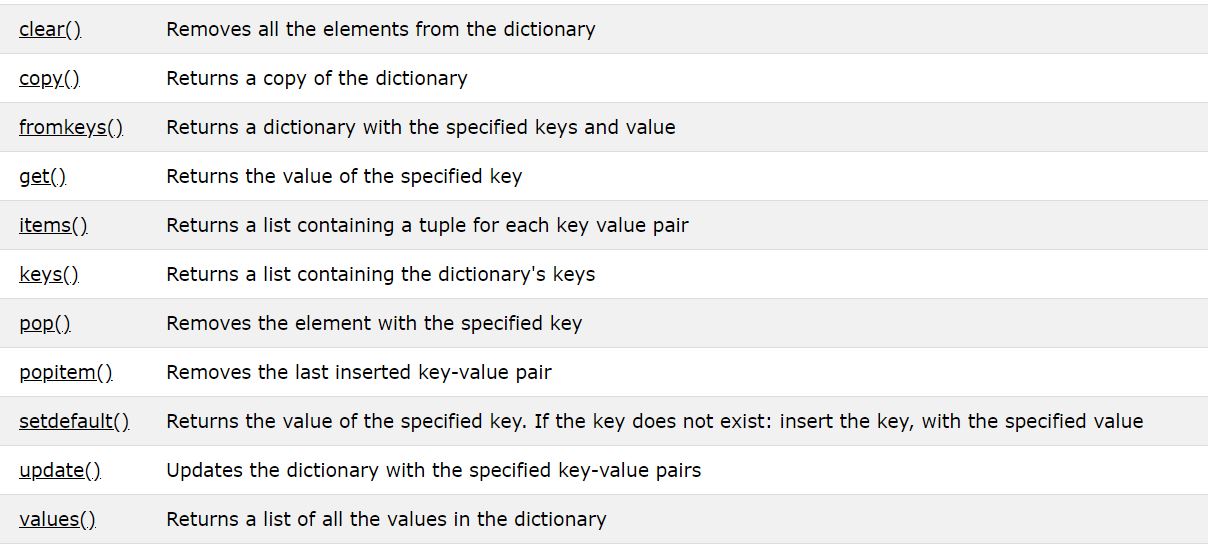 clear() Removes all the elements from the dictionary
copy() Returns a copy of the dictionary
fromkeys() Returns a dictionary with the specified keys and value
get() Returns the value of the specified key
items() Returns a list containing a tuple for each key value pair
keys() Returns a list containing the dictionary's keys
pop() Removes the element with the specified key
popitem() Removes the last inserted key-value pair
setdefault() Returns the value of the specified key. If the key does not exist: insert the key, with the specified value
update() Updates the dictionary with the specified key-value pairs
values() Returns a list of all the values in the dictionary